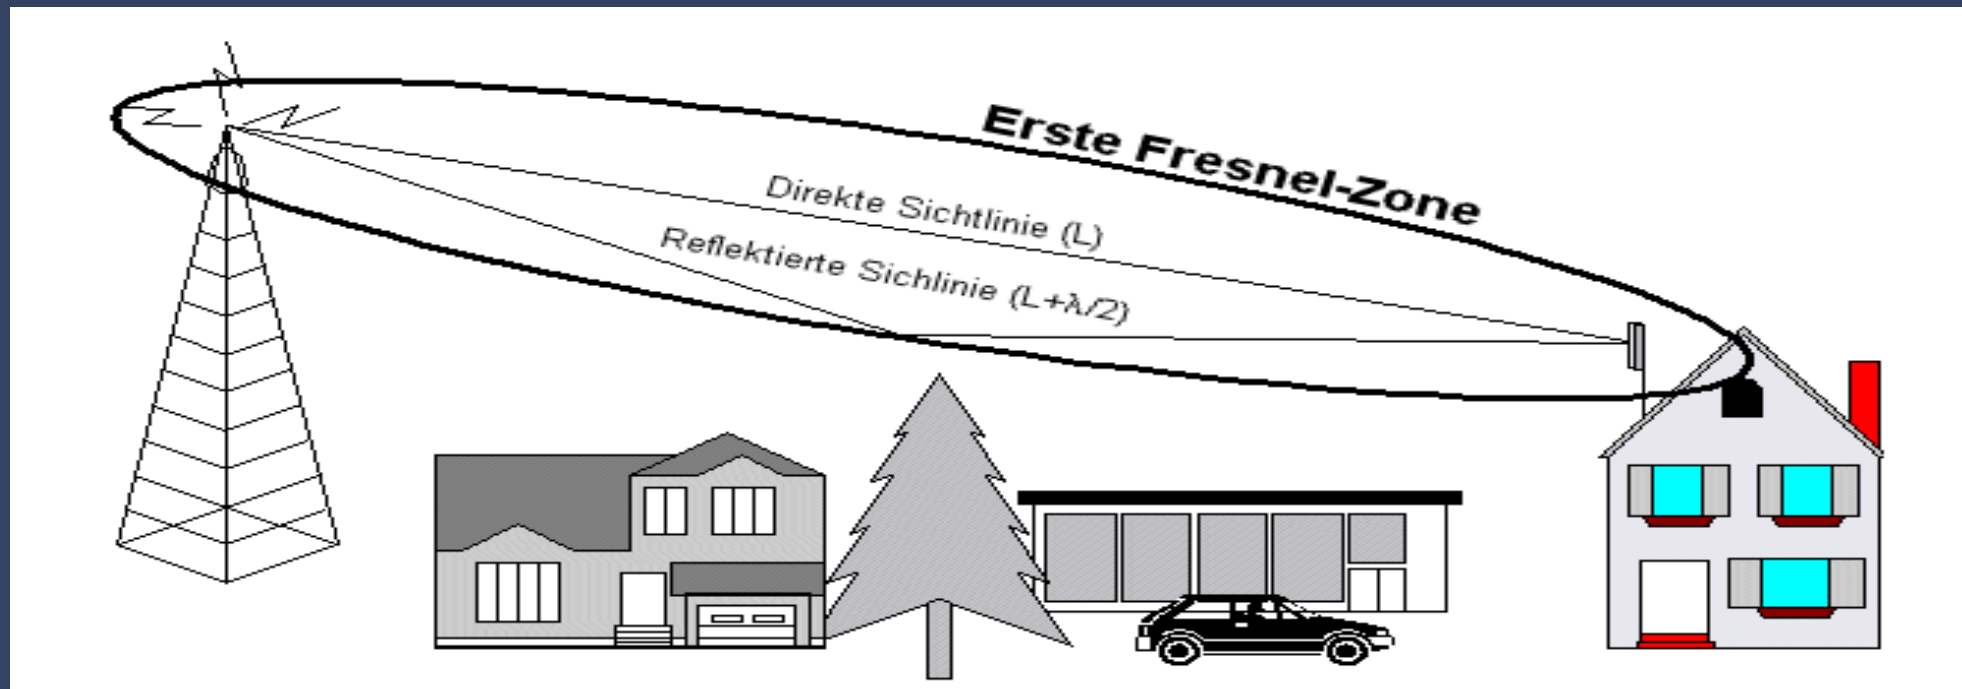 Erste Fresnel-Zone
Direkte Sichtlinie (L)
Reflektierte Sichlinie (L+λ/2)